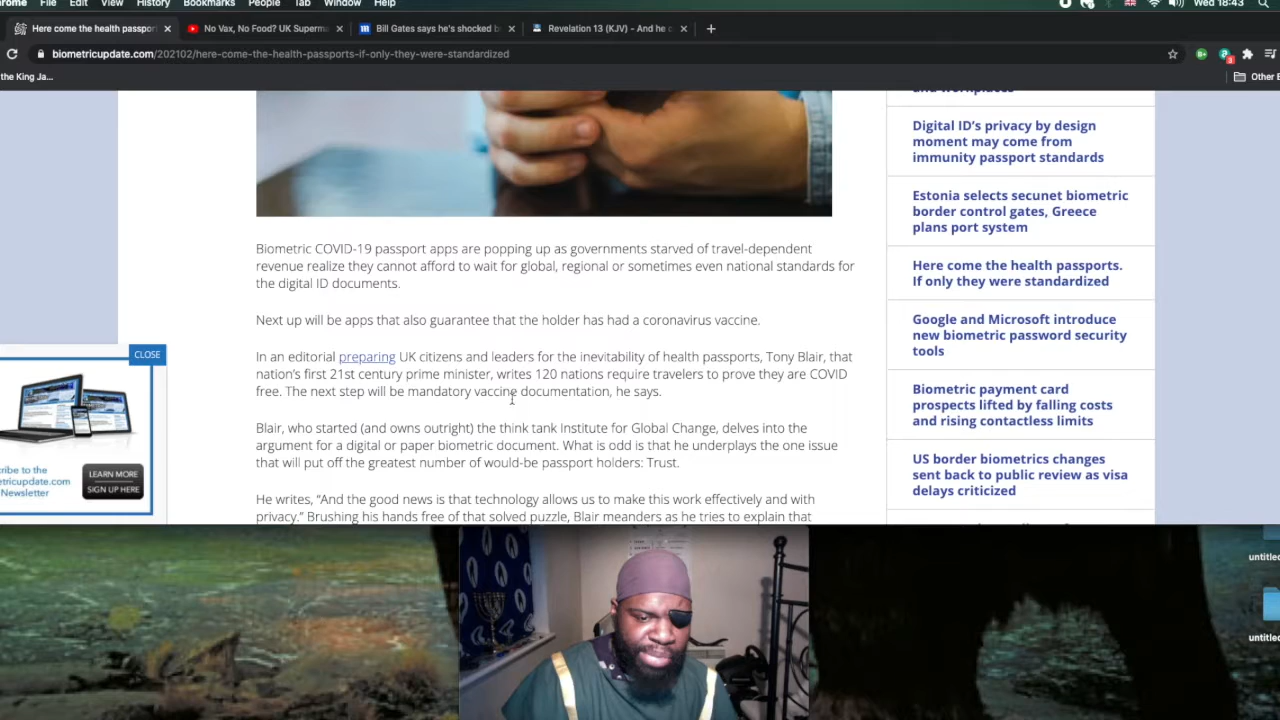 Chrome File Edit View History Bookmarks People Tab Window Help
Wed 18:43
Here come the health passpor × No Vax, No Food? UK Superma × Bill Gates says he's shocked b × Revelation 13 (KJV) - And he c × +
biometricupdate.com/202102/here-come-the-health-passports-if-only-they-were-standardized
the King Ja...
Other B
and workplaces
Digital ID's privacy by design
moment may come from
immunity passport standards
Estonia selects secunet biometric
border control gates, Greece
plans port system
Here come the health passports.
If only they were standardized
Google and Microsoft introduce
new biometric password security
tools
Biometric payment card
prospects lifted by falling costs
and rising contactless limits
US border biometrics changes
sent back to public review as visa
delays criticized
Biometric COVID-19 passport apps are popping up as governments starved of travel-dependent
revenue realize they cannot afford to wait for global, regional or sometimes even national standards for
the digital ID documents.
Next up will be apps that also guarantee that the holder has had a coronavirus vaccine.
In an editorial preparing UK citizens and leaders for the inevitability of health passports, Tony Blair, that
nation's first 21st century prime minister, writes 120 nations require travelers to prove they are COVID
free. The next step will be mandatory vaccine documentation, he says.
Blair, who started (and owns outright) the think tank Institute for Global Change, delves into the
argument for a digital or paper biometric document. What is odd is that he underplays the one issue
that will put off the greatest number of would-be passport holders: Trust.
He writes, "And the good news is that technology allows us to make this work effectively and with
privacy." Brushing his hands free of that solved puzzle, Blair meanders as he tries to explain that
CLOSE
cribe to the
etricupdate.com
Newsletter
LEARN MORE
SIGN UP HERE
untitled
untitled